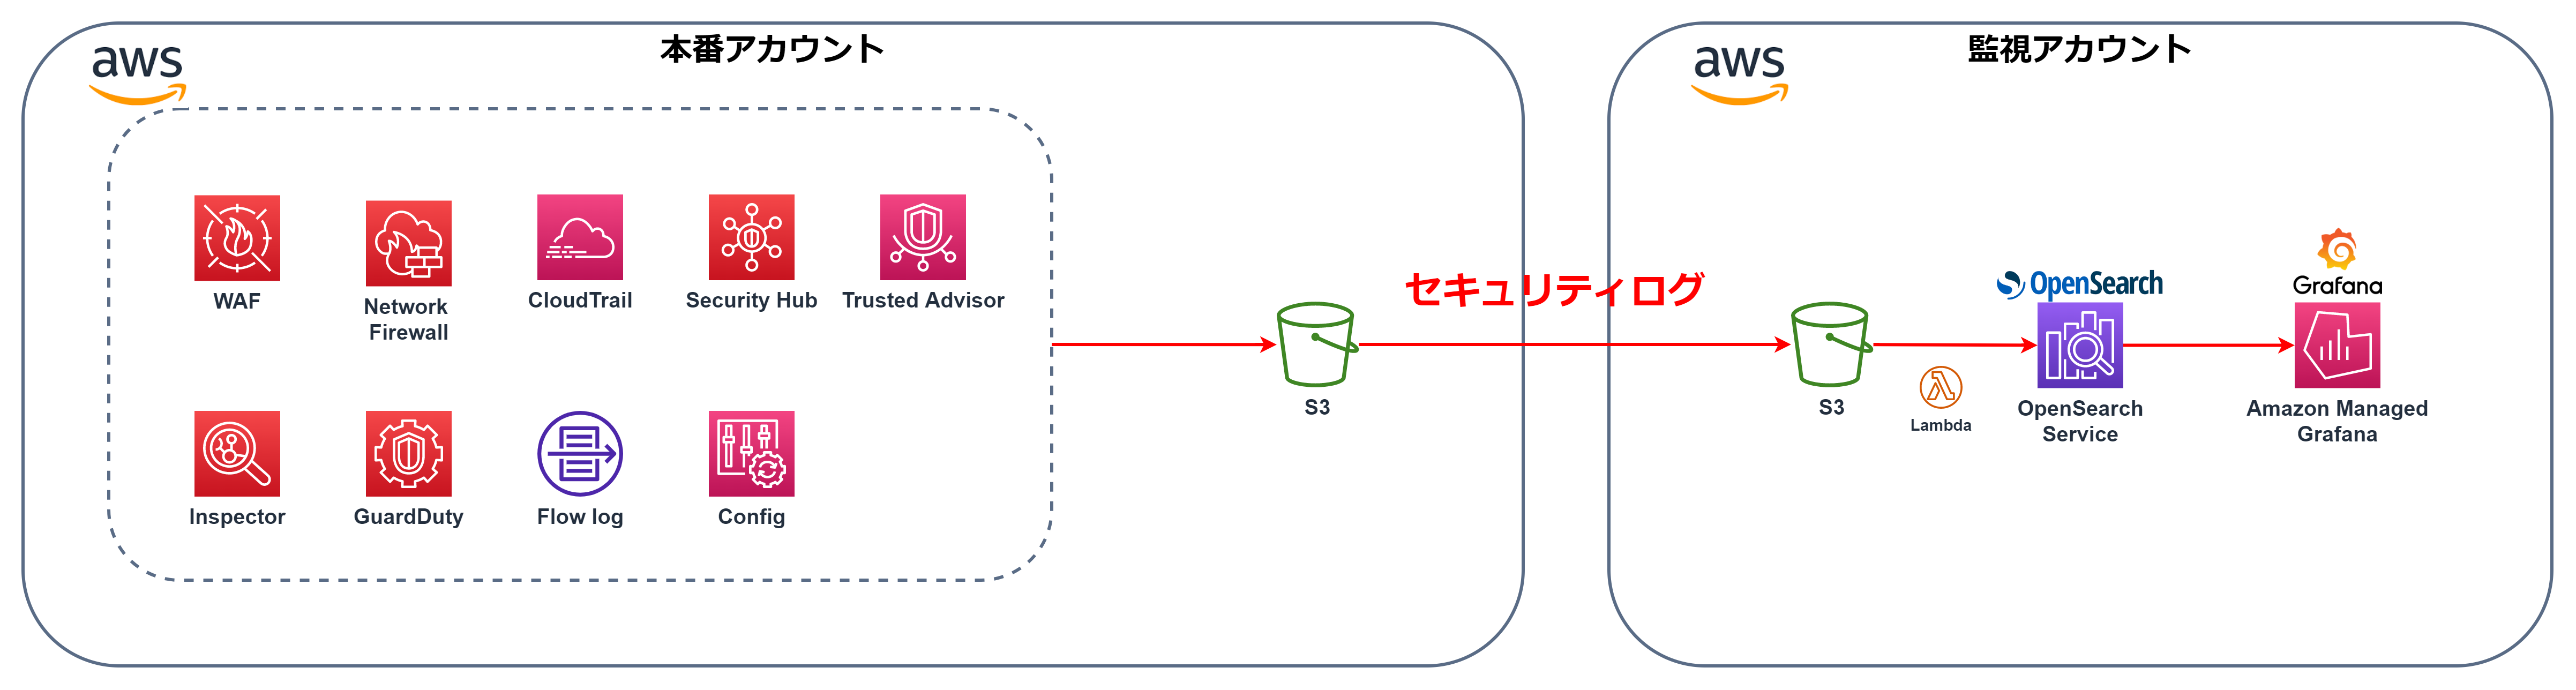 aws
本番アカウント
WAF
Network
Firewall
CloudTrail
Security Hub
Trusted Advisor
Inspector
GuardDuty
Flow log
Config
S3
セキュリティログ
aws
監視アカウント
S3
Lambda
OpenSearch
OpenSearch
Service
Grafana
Amazon Managed
Grafana